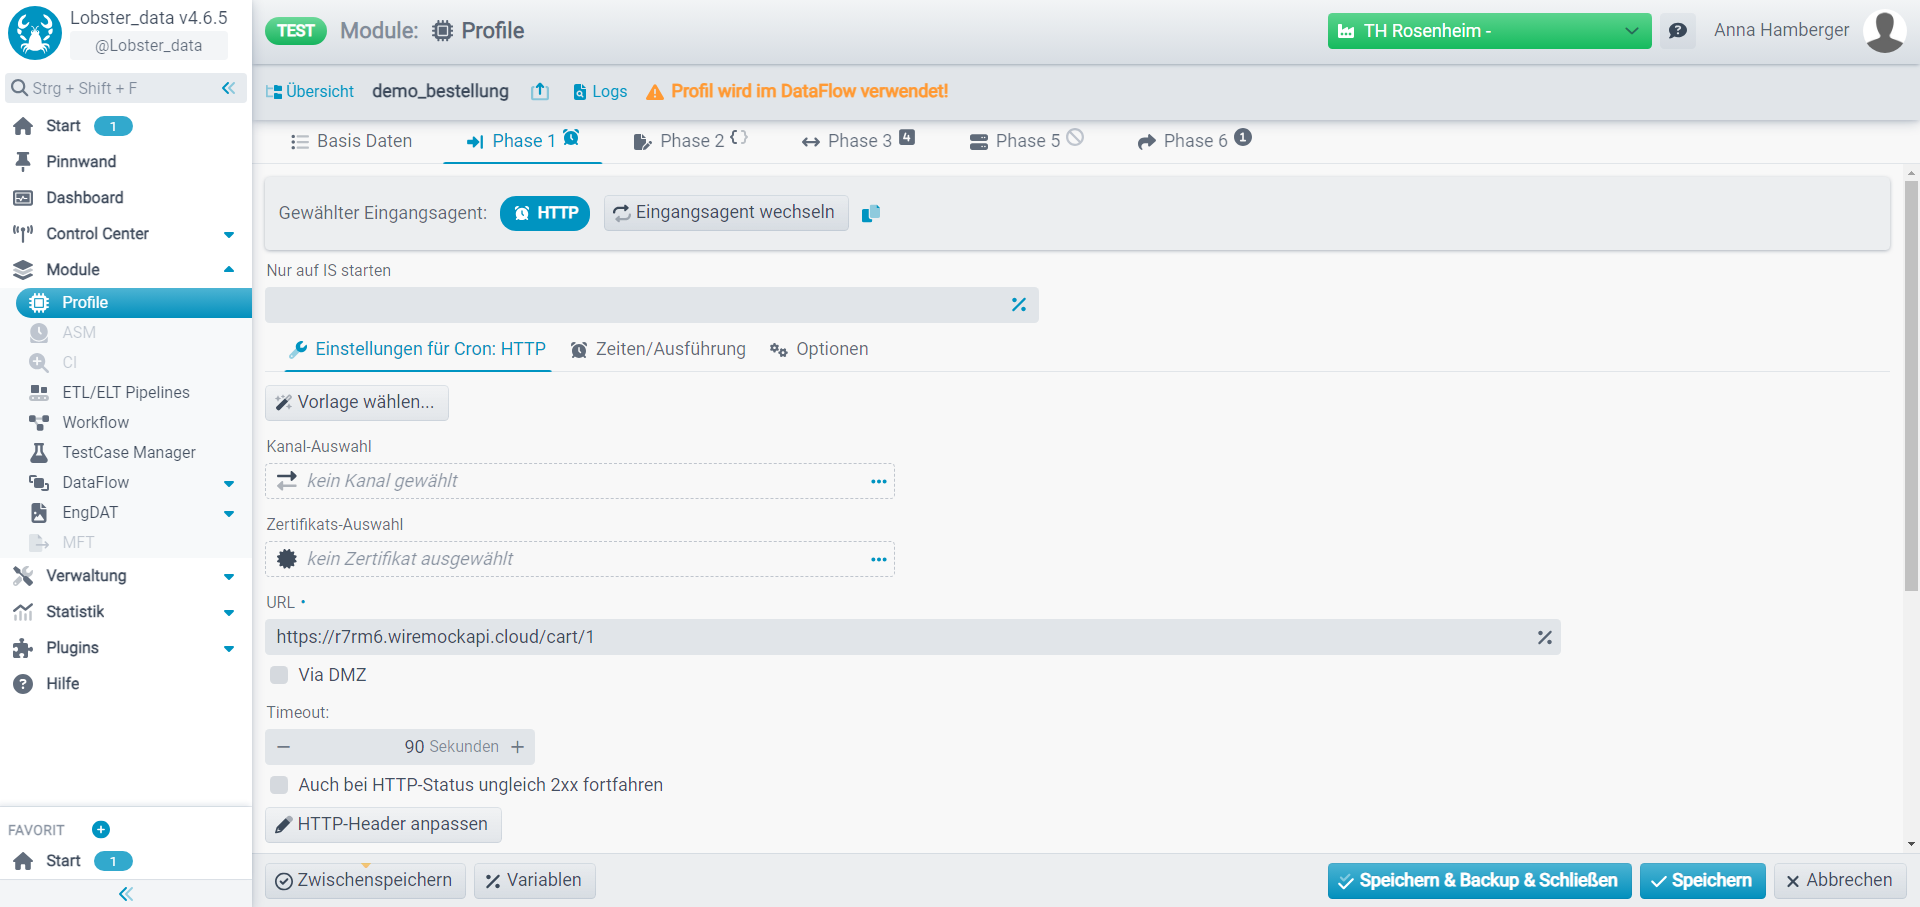 Lobster_data v4.6.5
@Lobster_data
Strg + Shift + F
Start 1
Pinnwand
Dashboard
Control Center
Module
Profile
ASM
CI
ETL/ELT Pipelines
Workflow
TestCase Manager
DataFlow
EngDAT
MFT
Verwaltung
Statistik
Plugins
Hilfe
FAVORIT
Start 1
TEST Module: Profile
TH Rosenheim -
Anna Hamberger
Übersicht demo_bestellung Logs Profil wird im DataFlow verwendet!
Basis Daten Phase 1 Phase 2 {} Phase 3 4 Phase 5 Phase 6 1
Gewählter Eingangsagent: HTTP Eingangsagent wechseln
Nur auf IS starten
Einstellungen für Cron: HTTP Zeiten/Ausführung Optionen
Vorlage wählen...
Kanal-Auswahl
kein Kanal gewählt
Zertifikats-Auswahl
kein Zertifikat ausgewählt
URL
https://r7rm6.wiremockapi.cloud/cart/1
Via DMZ
Timeout:
90 Sekunden
Auch bei HTTP-Status ungleich 2xx fortfahren
HTTP-Header anpassen
Zwischenspeichern Variablen Speichern & Backup & Schließen Speichern Abbrechen